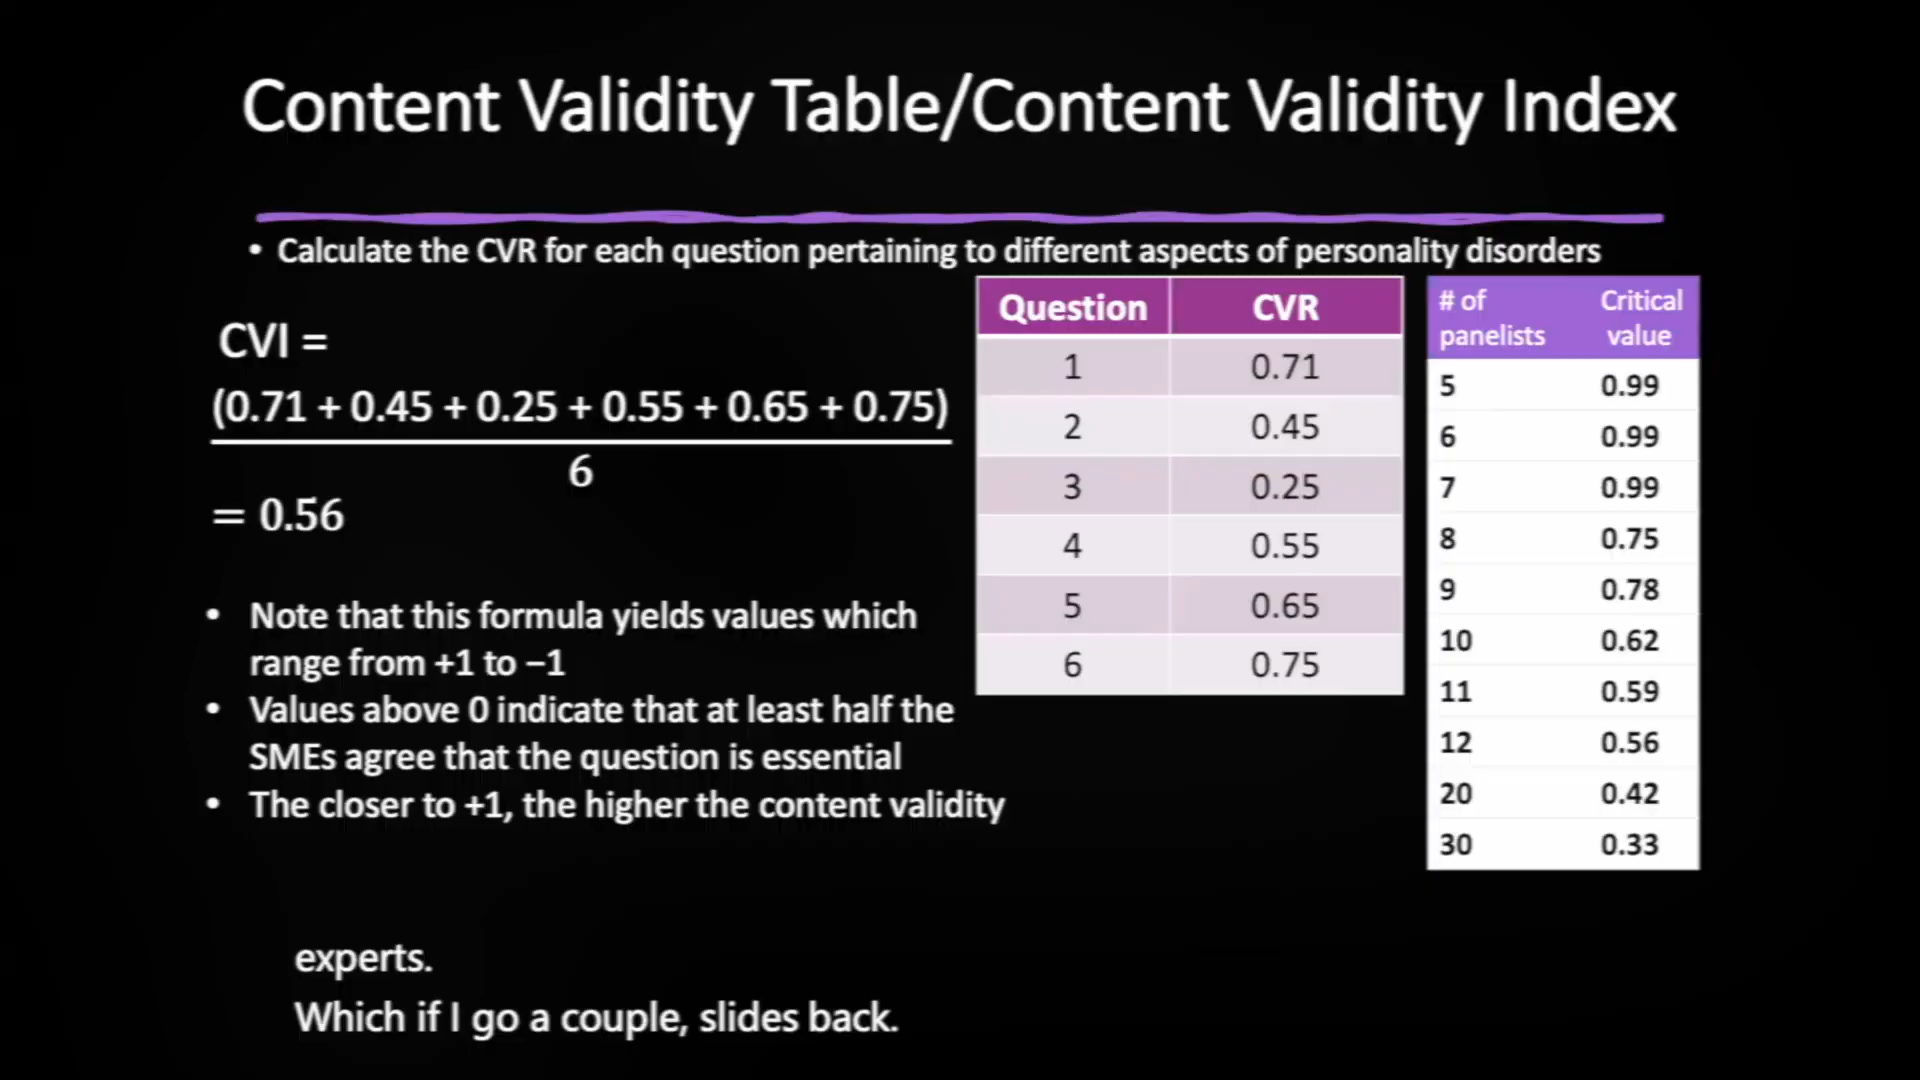 Content Validity Table/Content Validity Index
• Calculate the CVR for each question pertaining to different aspects of personality disorders
CVI =
(0.71 + 0.45 + 0.25 + 0.55 + 0.65 + 0.75)
6
= 0.56
• Note that this formula yields values which
range from +1 to −1
• Values above 0 indicate that at least half the
SMEs agree that the question is essential
• The closer to +1, the higher the content validity
Question CVR
1 0.71
2 0.45
3 0.25
4 0.55
5 0.65
6 0.75
# of Critical
panelists value
5 0.99
6 0.99
7 0.99
8 0.75
9 0.78
10 0.62
11 0.59
12 0.56
20 0.42
30 0.33
experts.
Which if I go a couple, slides back.